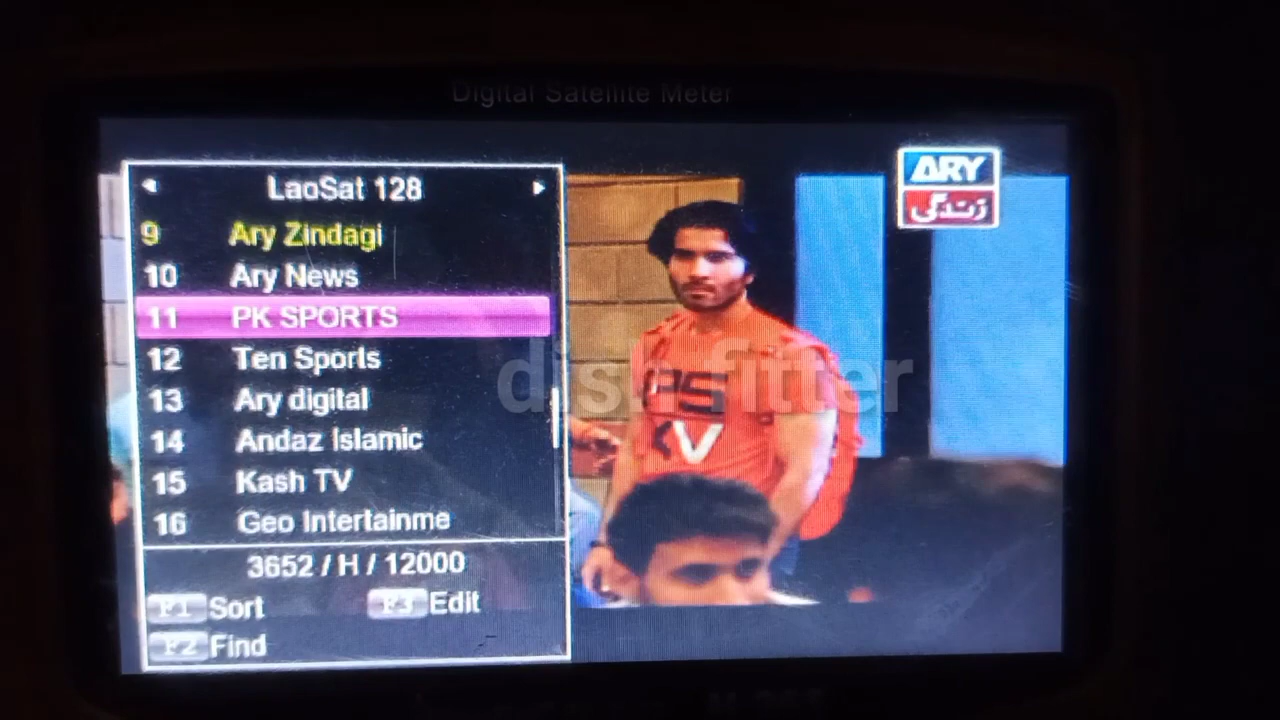 Digital Satellite Meter
LaoSat 128
9 Ary Zindagi
10 Ary News
11 PK SPORTS
12 Ten Sports
13 Ary digital
14 Andaz Islamic
15 Kash TV
16 Geo Intertainme
3652 / H / 12000
F1 Sort
F3 Edit
F2 Find
ARY
زندگی
dish fitter
PS
XV